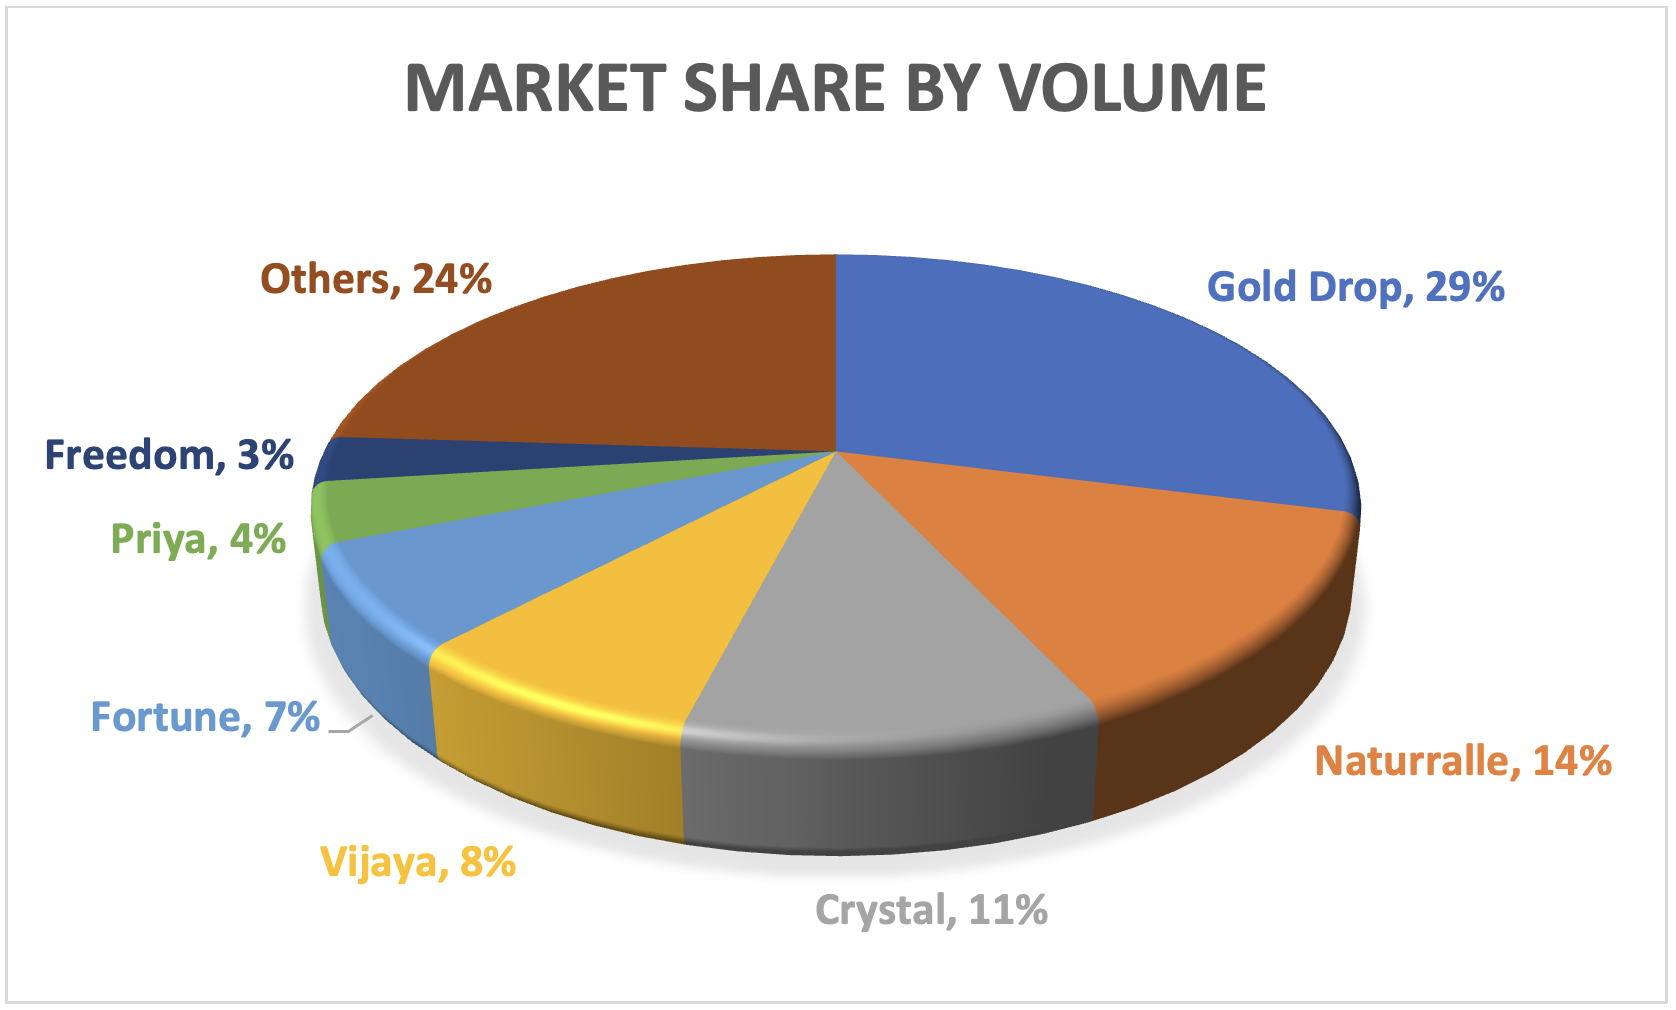 MARKET SHARE BY VOLUME
Others, 24%
Gold Drop, 29%
Freedom, 3%
Priya, 4%
Fortune, 7%
Naturralle, 14%
Vijaya, 8%
Crystal, 11%